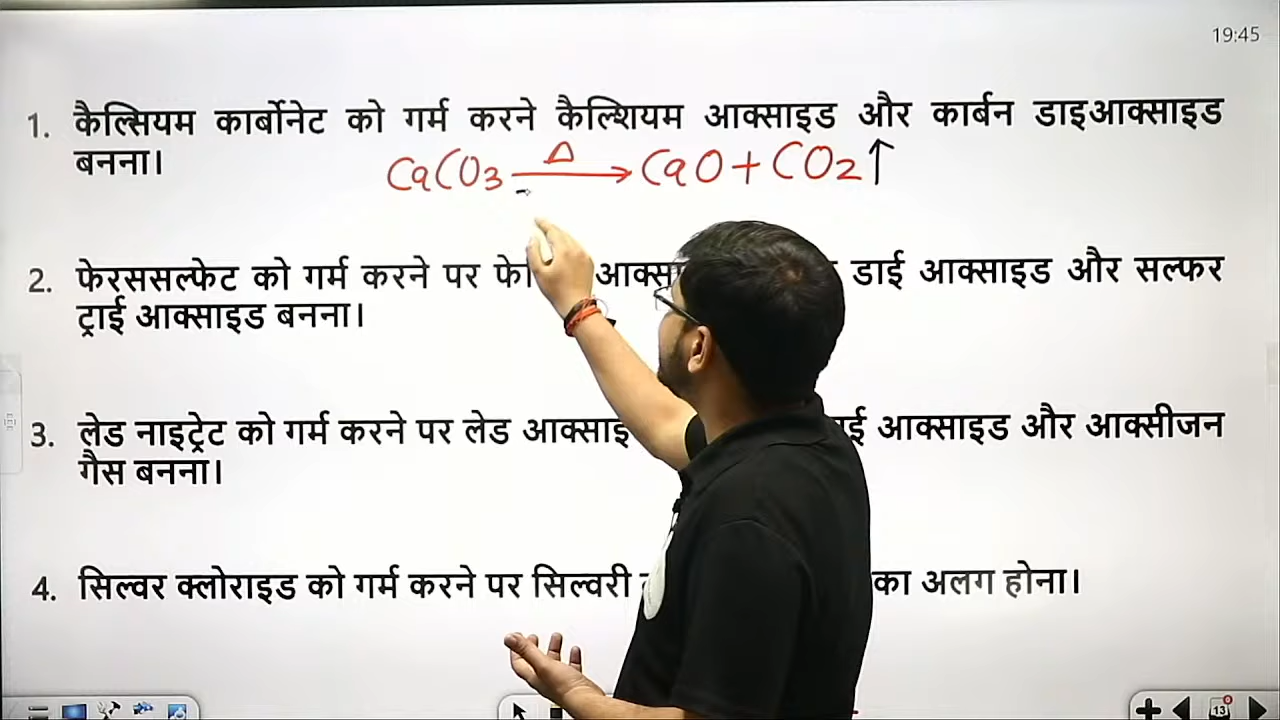 19:45
1. कैल्सियम कार्बोनेट को गर्म करने कैल्शियम आक्साइड और कार्बन डाइआक्साइड
बनना।
CaCO3 Δ→ CaO + CO2↑
2. फेरससल्फेट को गर्म करने पर डाई आक्साइड और सल्फर
ट्राई आक्साइड बनना।
3. लेड नाइट्रेट को गर्म करने पर लेड आक्साइड और आक्सीजन
गैस बनना।
4. सिल्वर क्लोराइड को गर्म करने पर सिल्वरी का अलग होना।
13